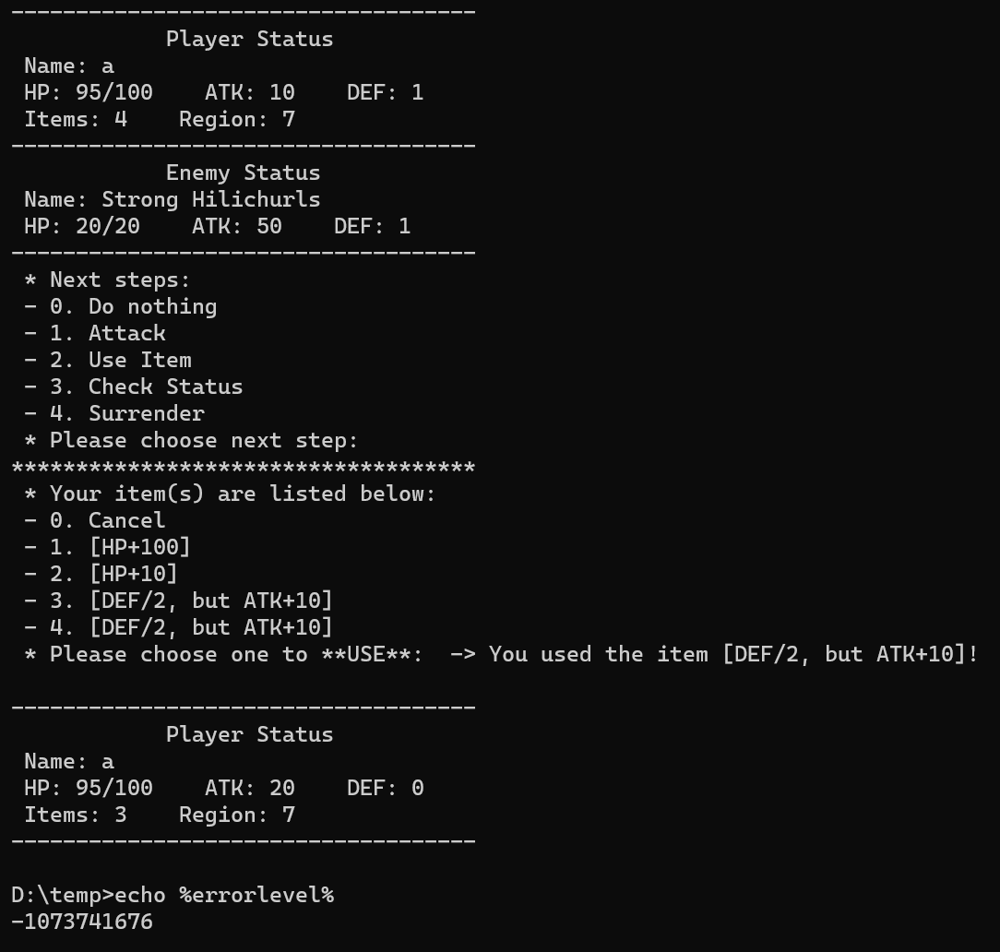 ------------------------------------
            Player Status
 Name: a
 HP: 95/100    ATK: 10    DEF: 1
 Items: 4    Region: 7
------------------------------------
            Enemy Status
 Name: Strong Hilichurls
 HP: 20/20    ATK: 50    DEF: 1
------------------------------------
 * Next steps:
 - 0. Do nothing
 - 1. Attack
 - 2. Use Item
 - 3. Check Status
 - 4. Surrender
 * Please choose next step:
************************************
 * Your item(s) are listed below:
 - 0. Cancel
 - 1. [HP+100]
 - 2. [HP+10]
 - 3. [DEF/2, but ATK+10]
 - 4. [DEF/2, but ATK+10]
 * Please choose one to **USE**:  -> You used the item [DEF/2, but ATK+10]!
------------------------------------
            Player Status
 Name: a
 HP: 95/100    ATK: 20    DEF: 0
 Items: 3    Region: 7
------------------------------------
D:\temp>echo %errorlevel%
-1073741676